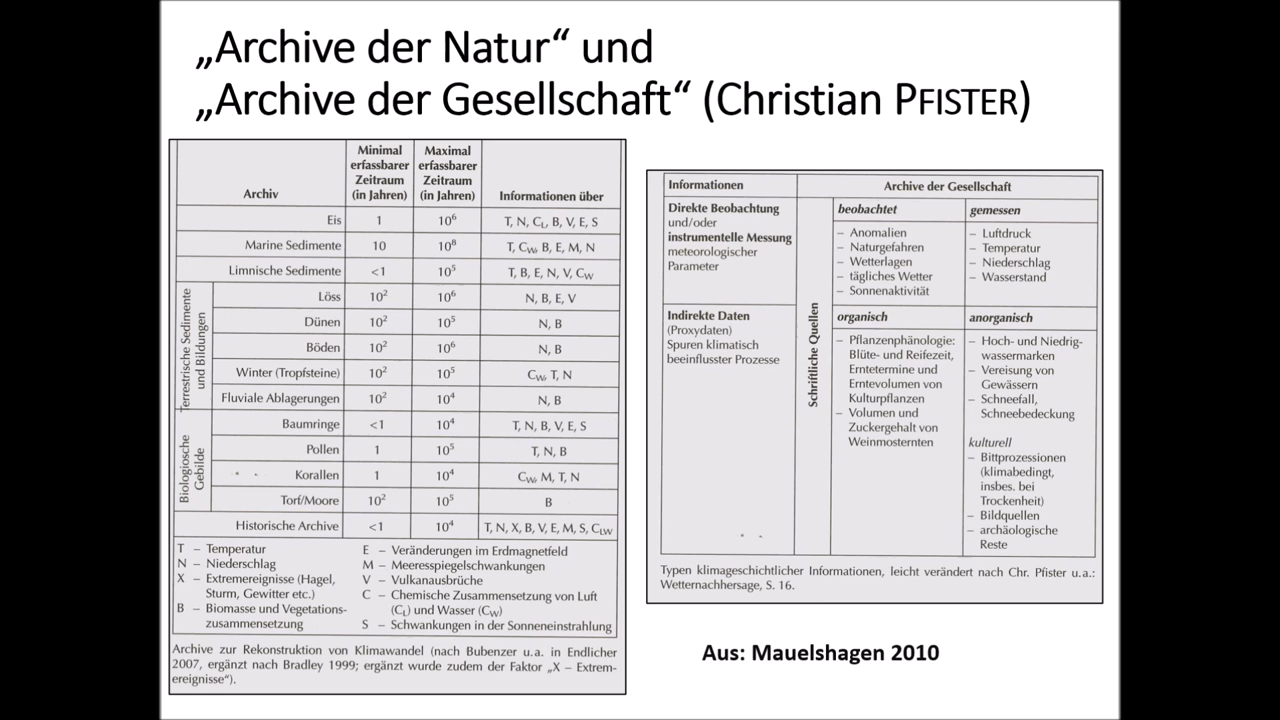 „Archive der Natur“ und
„Archive der Gesellschaft“ (Christian PFISTER)
Archiv
Minimal
erfassbarer
Zeitraum
(in Jahren)
Maximal
erfassbarer
Zeitraum
(in Jahren)
Informationen über
Eis 1 10⁶ T, N, C_L, B, V, E, S
Marine Sedimente 10 10⁸ T, C_W, B, E, M, N
Limnische Sedimente <1 10⁵ T, B, E, N, V, C_W
Terrestrische Sedimente
und Bildungen
Löss 10² 10⁶ N, B, E, V
Dünen 10² 10⁵ N, B
Böden 10² 10⁶ N, B
Winter (Tropfsteine) 10² 10⁵ C_W, T, N
Fluviale Ablagerungen 10² 10⁴ N, B
Biologiosche
Gebilde
Baumringe <1 10⁴ T, N, B, V, E, S
Pollen 1 10⁵ T, N, B
Korallen 1 10⁴ C_W, M, T, N
Torf/Moore 10² 10⁵ B
Historische Archive <1 10⁴ T, N, X, B, V, E, M, S, C_LW
T – Temperatur
N – Niederschlag
X – Extremereignisse (Hagel,
Sturm, Gewitter etc.)
B – Biomasse und Vegetations-
zusammensetzung
E – Veränderungen im Erdmagnetfeld
M – Meeresspiegelschwankungen
V – Vulkanausbrüche
C – Chemische Zusammensetzung von Luft
(C_L) und Wasser (C_W)
S – Schwankungen in der Sonneneinstrahlung
Archive zur Rekonstruktion von Klimawandel (nach Bubenzer u.a. in Endlicher
2007, ergänzt nach Bradley 1999; ergänzt wurde zudem der Faktor „X – Extrem-
ereignisse“).
Informationen
Archive der Gesellschaft
Direkte Beobachtung
und/oder
instrumentelle Messung
meteorologischer
Parameter
Schriftliche Quellen
beobachtet
– Anomalien
– Naturgefahren
– Wetterlagen
– tägliches Wetter
– Sonnenaktivität
gemessen
– Luftdruck
– Temperatur
– Niederschlag
– Wasserstand
Indirekte Daten
(Proxydaten)
Spuren klimatisch
beeinflusster Prozesse
organisch
– Pflanzenphänologie:
Blüte- und Reifezeit,
Erntetermine und
Erntevolumen von
Kulturpflanzen
– Volumen und
Zuckergehalt von
Weinmosternten
anorganisch
– Hoch- und Niedrig-
wassermarken
– Vereisung von
Gewässern
– Schneefall,
Schneebedeckung
kulturell
– Bittprozessionen
(klimabedingt,
insbes. bei
Trockenheit)
– Bildquellen
– archäologische
Reste
Typen klimageschichtlicher Informationen, leicht verändert nach Chr. Pfister u.a.:
Wetternachhersage, S. 16.
Aus: Mauelshagen 2010